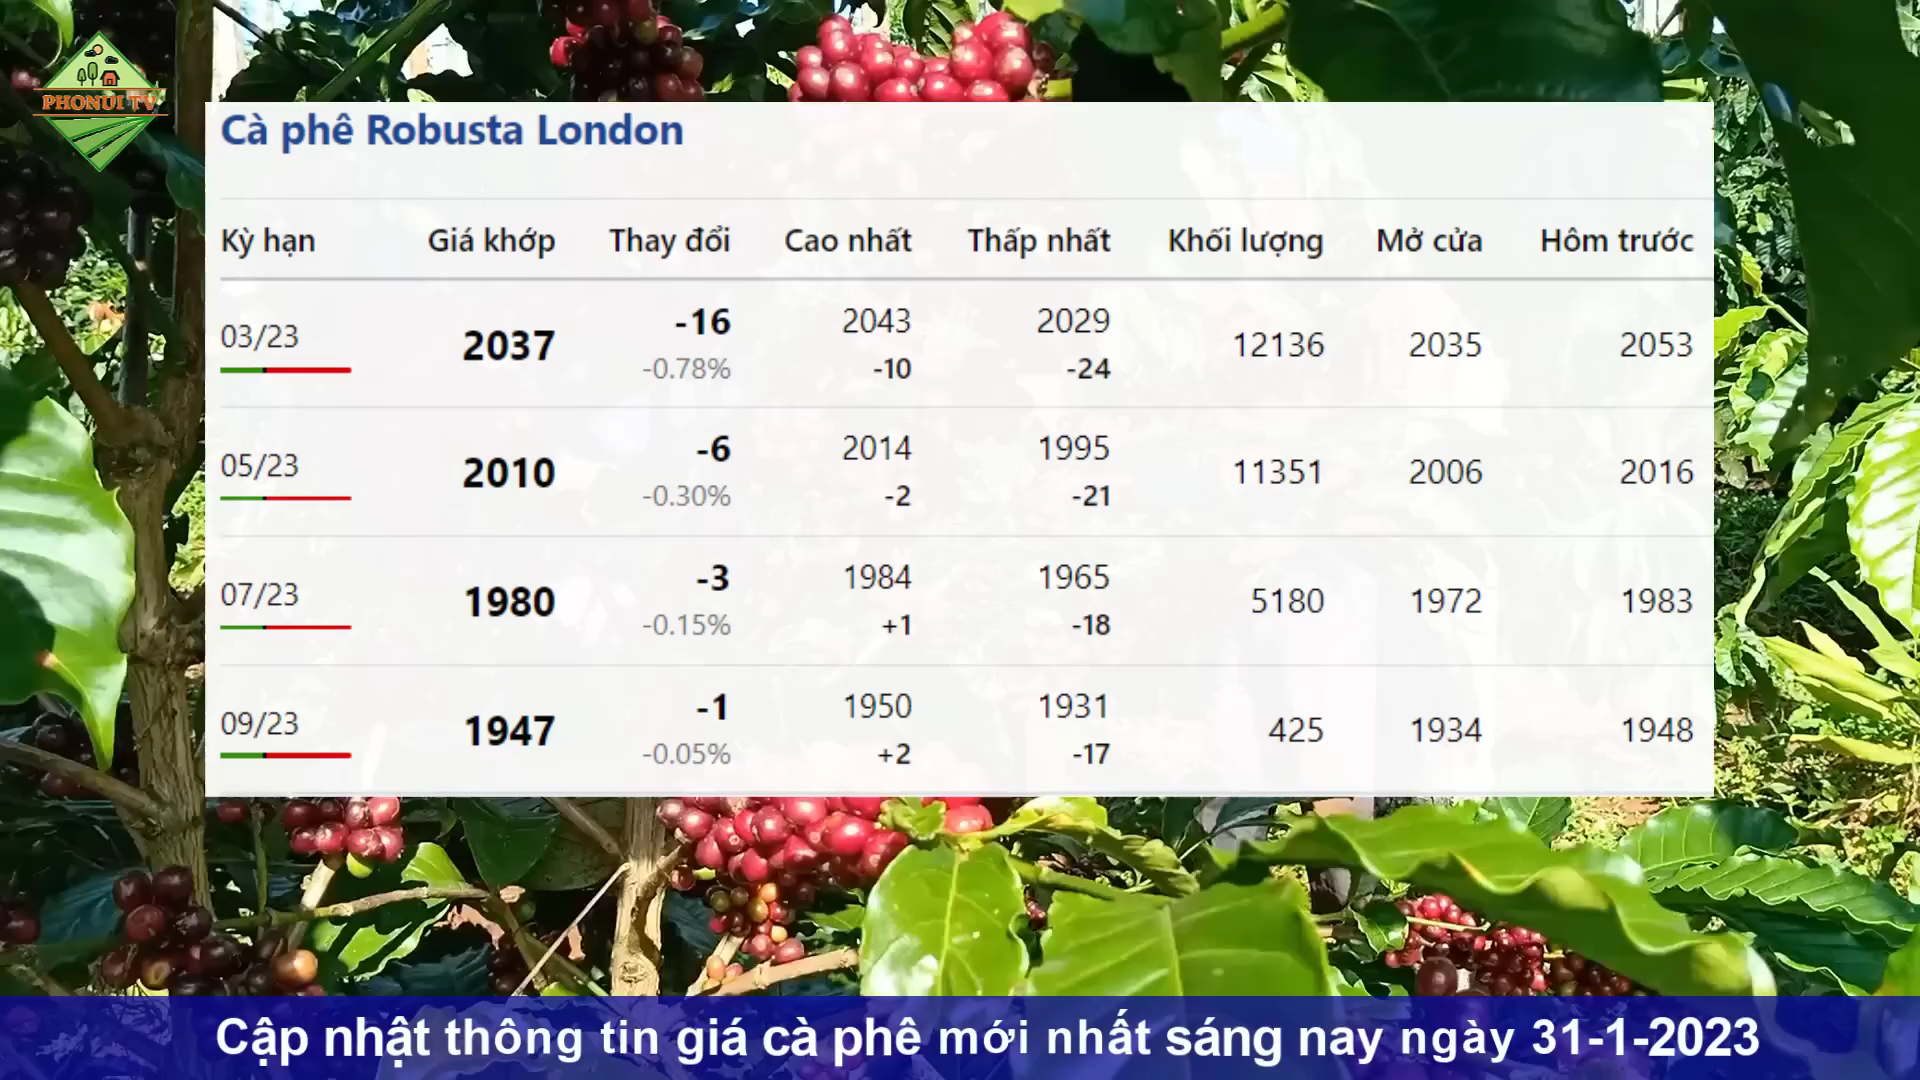 PHONÚI TV
Cà phê Robusta London
Kỳ hạn Giá khớp Thay đổi Cao nhất Thấp nhất Khối lượng Mở cửa Hôm trước
03/23 2037 -16 2043 2029 12136 2035 2053
-0.78% -10 -24
05/23 2010 -6 2014 1995 11351 2006 2016
-0.30% -2 -21
07/23 1980 -3 1984 1965 5180 1972 1983
-0.15% +1 -18
09/23 1947 -1 1950 1931 425 1934 1948
-0.05% +2 -17
Cập nhật thông tin giá cà phê mới nhất sáng nay ngày 31-1-2023